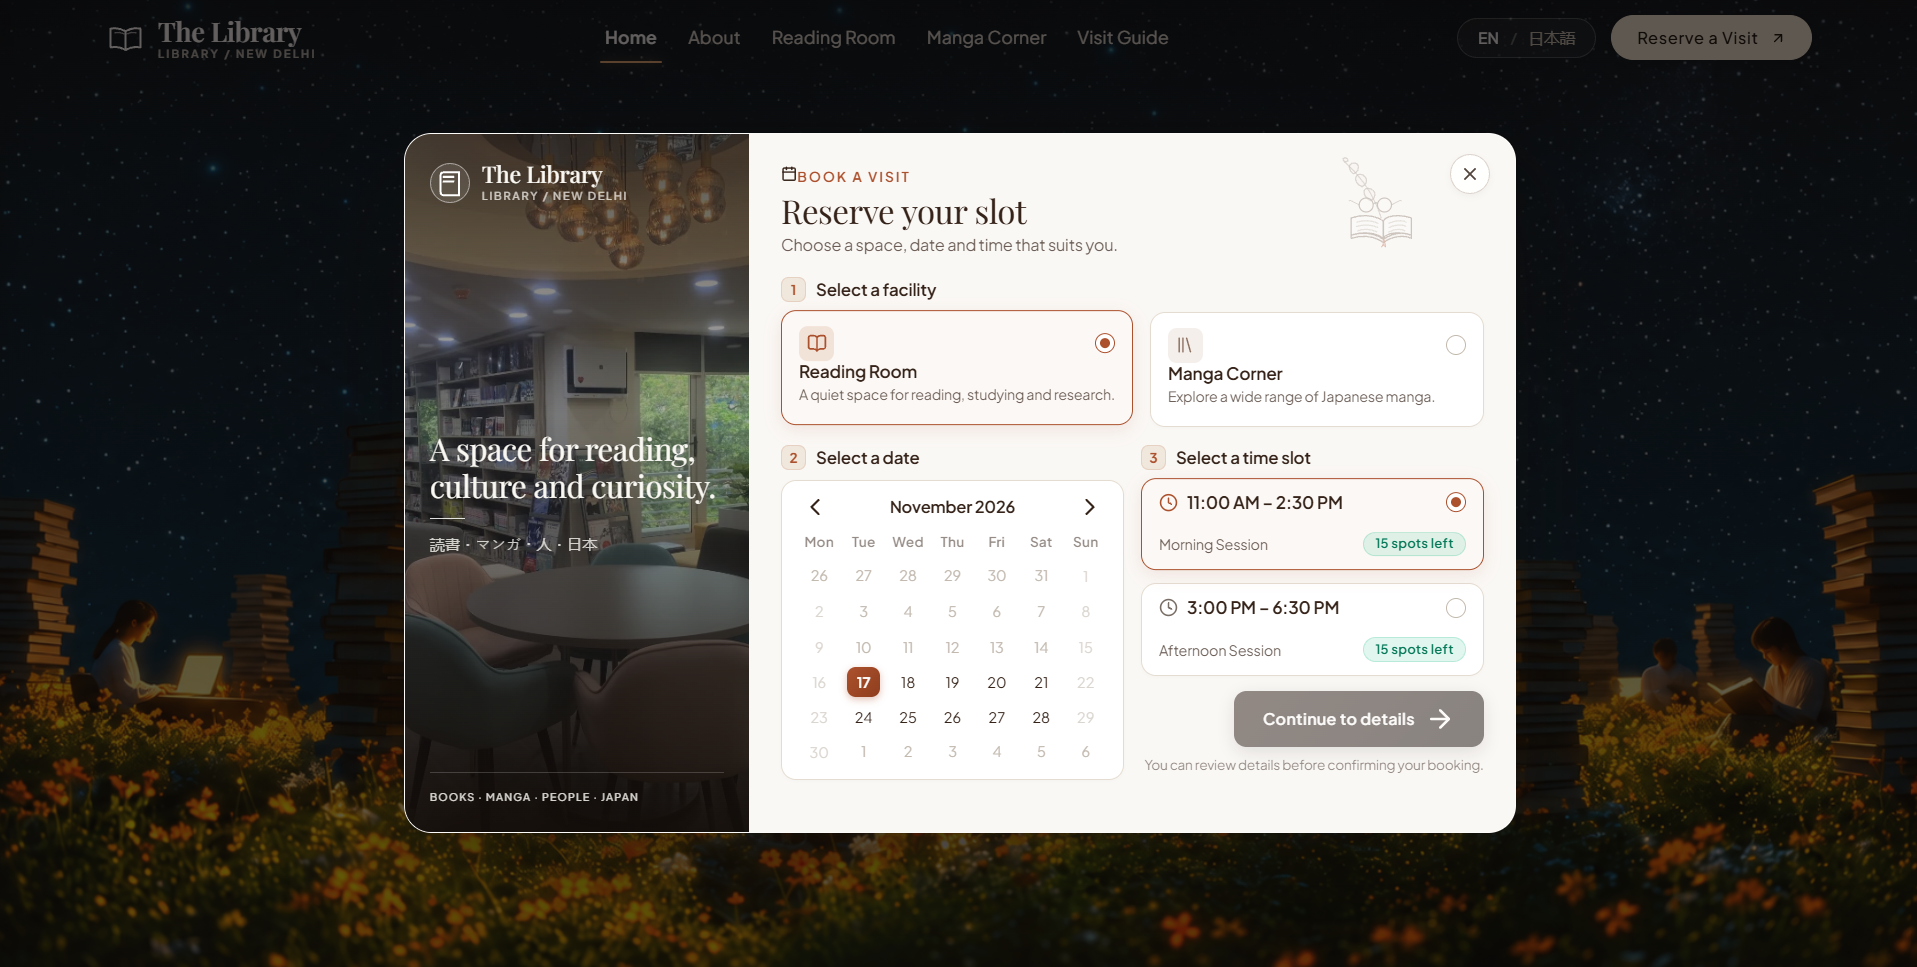 The Library
LIBRARY / NEW DELHI
Home
About
Reading Room
Manga Corner
Visit Guide
EN / 日本語
Reserve a Visit
The Library
LIBRARY / NEW DELHI
A space for reading,
culture and curiosity.
読書・マンガ・人・日本
BOOKS · MANGA · PEOPLE · JAPAN
BOOK A VISIT
Reserve your slot
Choose a space, date and time that suits you.
1 Select a facility
Reading Room
A quiet space for reading, studying and research.
Manga Corner
Explore a wide range of Japanese manga.
2 Select a date
November 2026
Mon Tue Wed Thu Fri Sat Sun
26 27 28 29 30 31 1
2 3 4 5 6 7 8
9 10 11 12 13 14 15
16 17 18 19 20 21 22
23 24 25 26 27 28 29
30 1 2 3 4 5 6
3 Select a time slot
11:00 AM – 2:30 PM
Morning Session
15 spots left
3:00 PM – 6:30 PM
Afternoon Session
15 spots left
Continue to details
You can review details before confirming your booking.